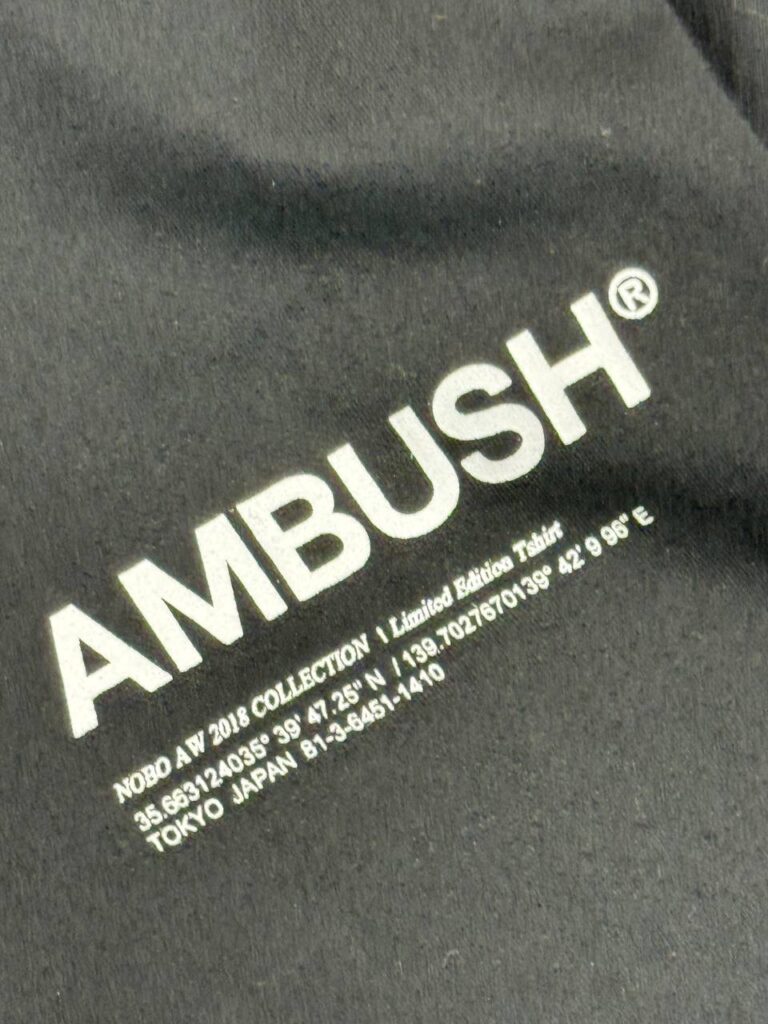 AMBUSH®
NOBO AW 2018 COLLECTION \ Limited Edition Tshirt
35.663124035° 39' 47.25" N / 139.7027670139° 42' 9 96" E
TOKYO JAPAN 81-3-6451-1410